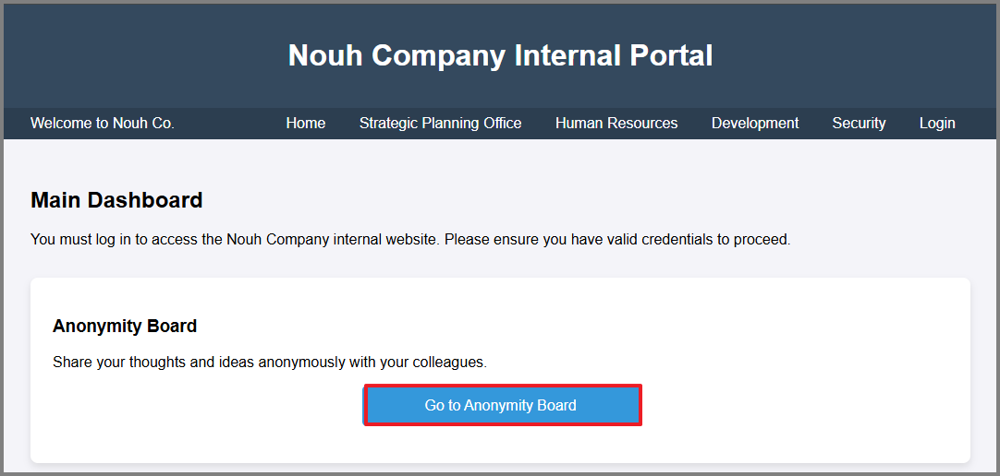 Nouh Company Internal Portal
Welcome to Nouh Co. Home Strategic Planning Office Human Resources Development Security Login
Main Dashboard
You must log in to access the Nouh Company internal website. Please ensure you have valid credentials to proceed.
Anonymity Board
Share your thoughts and ideas anonymously with your colleagues.
Go to Anonymity Board